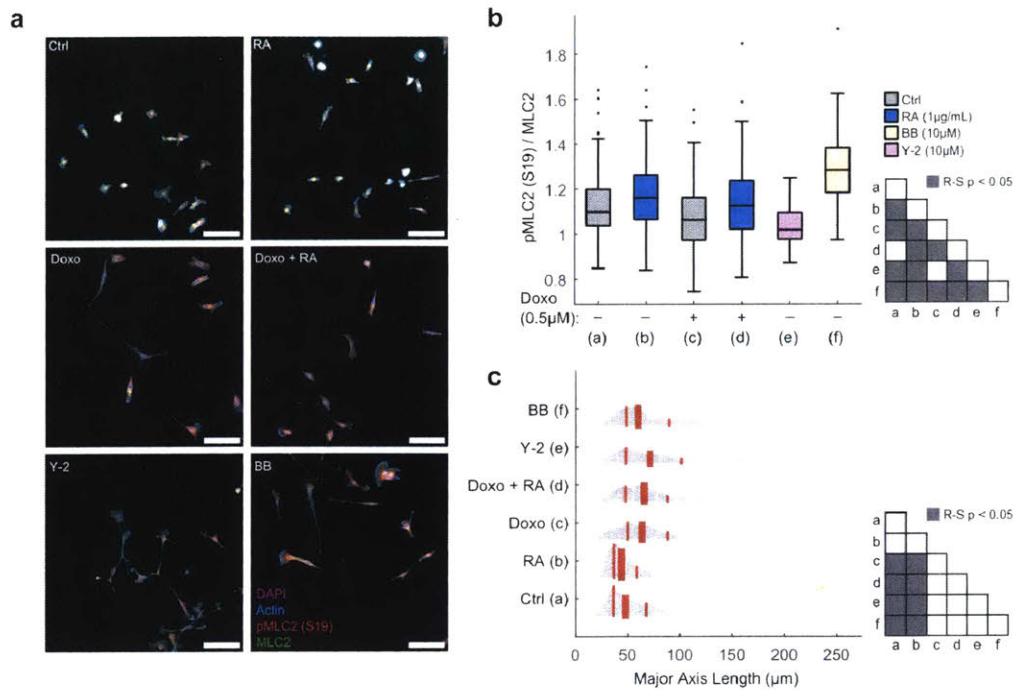 a
Ctrl
RA
Doxo
Doxo + RA
Y-2
BB
DAPI
Actin
pMLC2 (S19)
MLC2
b
pMLC2 (S19) / MLC2
1.8
1.6
1.4
1.2
1
0.8
Doxo
(0.5µM):
− − + + − −
(a) (b) (c) (d) (e) (f)
Ctrl
RA (1µg/mL)
BB (10µM)
Y-2 (10µM)
R-S p < 0.05
a
b
c
d
e
f
a b c d e f
c
BB (f)
Y-2 (e)
Doxo + RA (d)
Doxo (c)
RA (b)
Ctrl (a)
0 50 100 150 200 250
Major Axis Length (µm)
R-S p < 0.05
a
b
c
d
e
f
a b c d e f